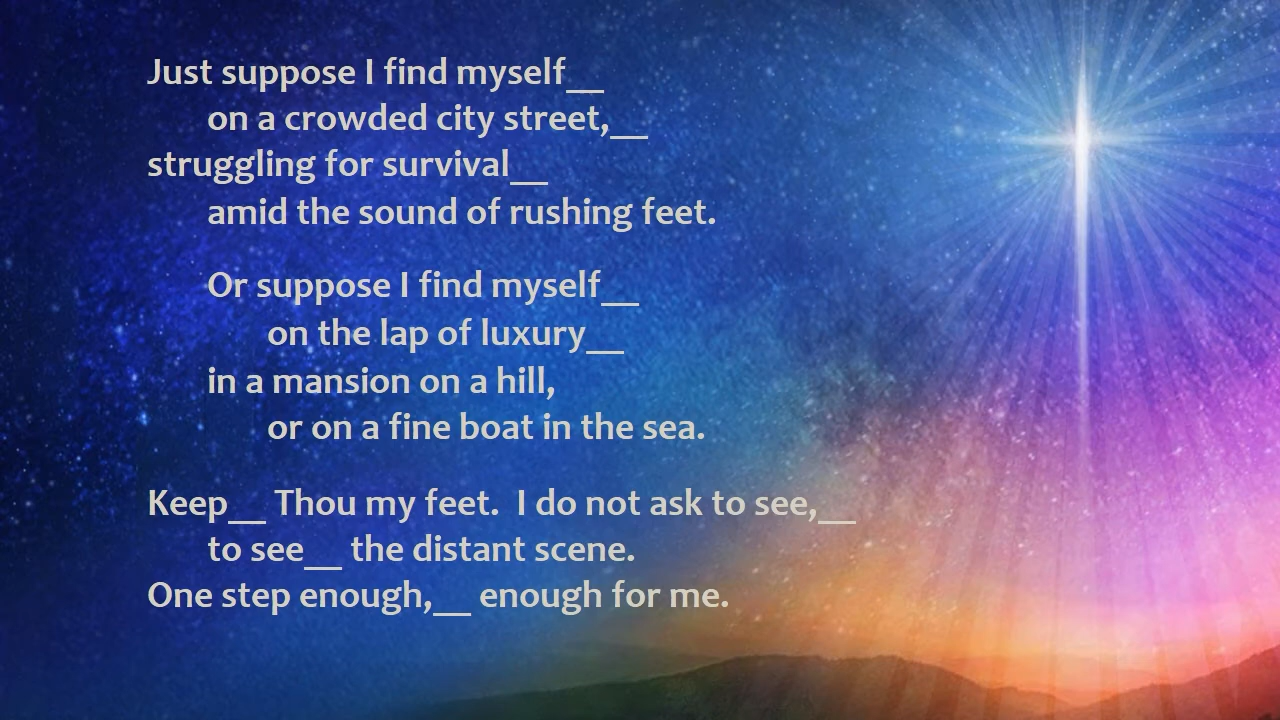 Just suppose I find myself__
on a crowded city street,__
struggling for survival__
amid the sound of rushing feet.
Or suppose I find myself__
on the lap of luxury__
in a mansion on a hill,
or on a fine boat in the sea.
Keep__ Thou my feet.  I do not ask to see,__
to see__ the distant scene.
One step enough,__ enough for me.